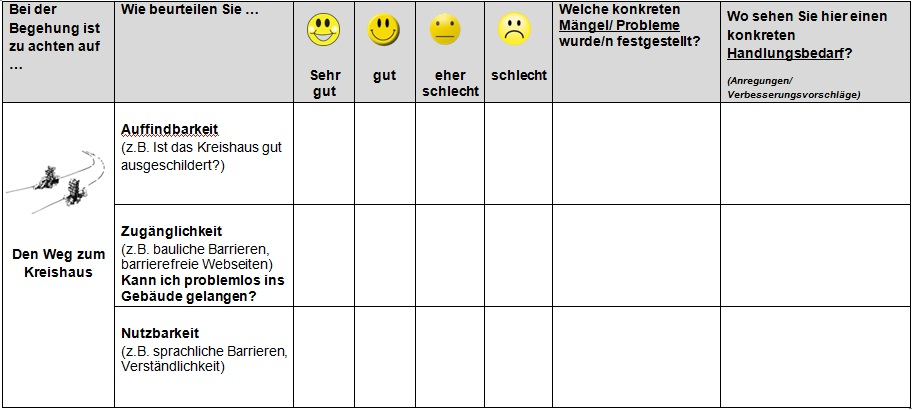 Bei der
Begehung ist
zu achten auf
…
Wie beurteilen Sie …
Sehr
gut
gut
eher
schlecht
schlecht
Welche konkreten
Mängel/ Probleme
wurde/n festgestellt?
Wo sehen Sie hier einen
konkreten
Handlungsbedarf?
(Anregungen/
Verbesserungsvorschläge)
Den Weg zum
Kreishaus
Auffindbarkeit
(z.B. Ist das Kreishaus gut
ausgeschildert?)
Zugänglichkeit
(z.B. bauliche Barrieren,
barrierefreie Webseiten)
Kann ich problemlos ins
Gebäude gelangen?
Nutzbarkeit
(z.B. sprachliche Barrieren,
Verständlichkeit)